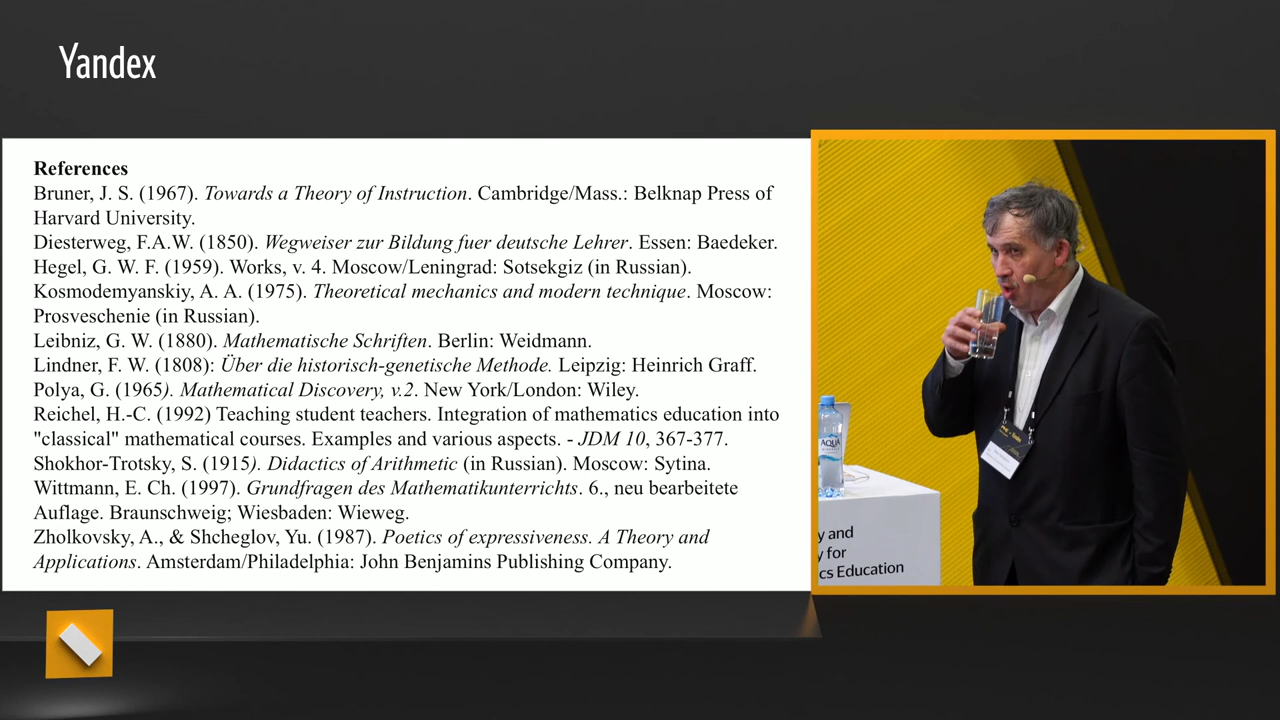 Yandex
References
Bruner, J. S. (1967). Towards a Theory of Instruction. Cambridge/Mass.: Belknap Press of
Harvard University.
Diesterweg, F.A.W. (1850). Wegweiser zur Bildung fuer deutsche Lehrer. Essen: Baedeker.
Hegel, G. W. F. (1959). Works, v. 4. Moscow/Leningrad: Sotsekgiz (in Russian).
Kosmodemyanskiy, A. A. (1975). Theoretical mechanics and modern technique. Moscow:
Prosveschenie (in Russian).
Leibniz, G. W. (1880). Mathematische Schriften. Berlin: Weidmann.
Lindner, F. W. (1808): Über die historisch-genetische Methode. Leipzig: Heinrich Graff.
Polya, G. (1965). Mathematical Discovery, v.2. New York/London: Wiley.
Reichel, H.-C. (1992) Teaching student teachers. Integration of mathematics education into
"classical" mathematical courses. Examples and various aspects. - JDM 10, 367-377.
Shokhor-Trotsky, S. (1915). Didactics of Arithmetic (in Russian). Moscow: Sytina.
Wittmann, E. Ch. (1997). Grundfragen des Mathematikunterrichts. 6., neu bearbeitete
Auflage. Braunschweig; Wiesbaden: Wieweg.
Zholkovsky, A., & Shcheglov, Yu. (1987). Poetics of expressiveness. A Theory and
Applications. Amsterdam/Philadelphia: John Benjamins Publishing Company.
AQUA
y and
y for
cs Education